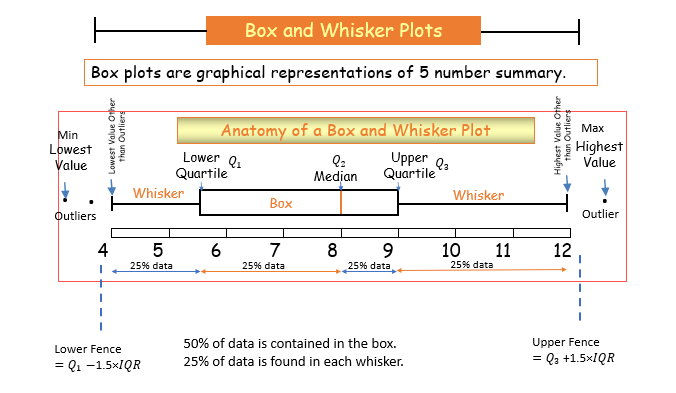 Box and Whisker Plots
Box plots are graphical representations of 5 number summary.
Anatomy of a Box and Whisker Plot
Min
Lowest
Value
Lowest Value Other
than Outliers
Lower
Quartile Q₁
Q₂
Median
Upper
Quartile Q₃
Highest Value Other
than Outliers
Max
Highest
Value
Whisker
Box
Whisker
Outliers
Outlier
4 5 6 7 8 9 10 11 12
25% data 25% data 25% data 25% data
Lower Fence
= Q₁ −1.5×IQR
50% of data is contained in the box.
25% of data is found in each whisker.
Upper Fence
= Q₃ +1.5×IQR